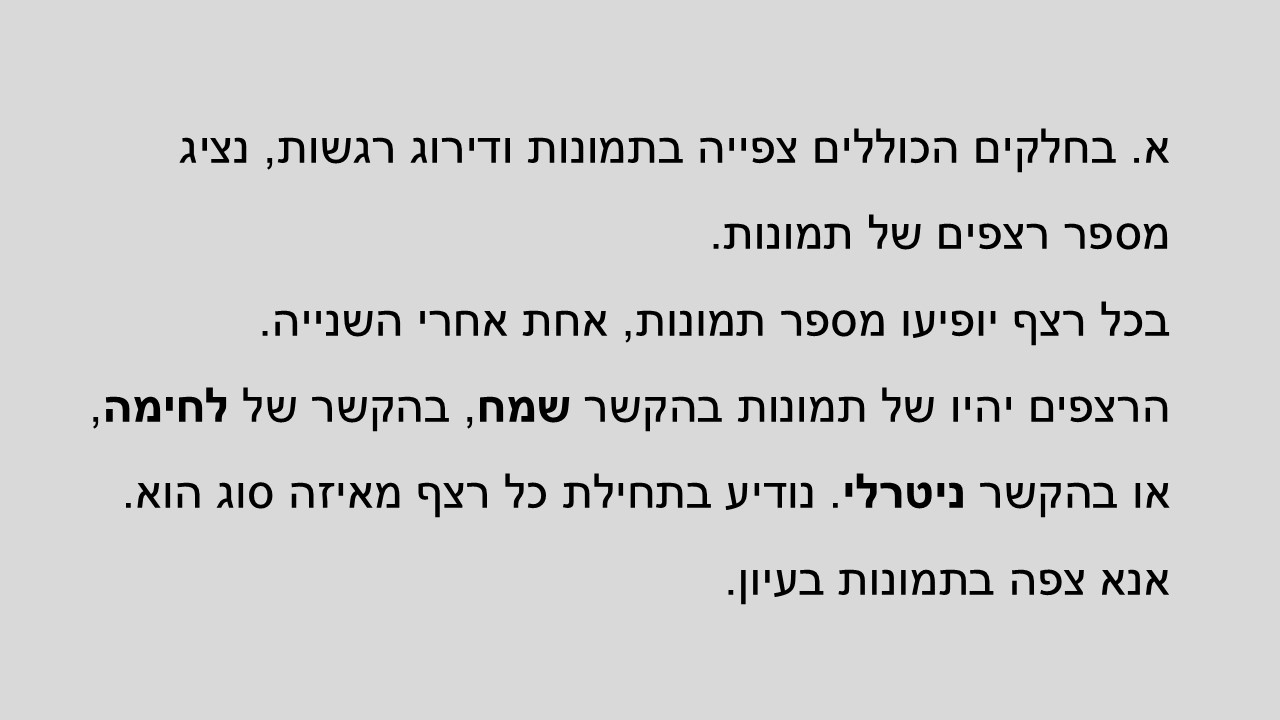 א. בחלקים הכוללים צפייה בתמונות ודירוג רגשות, נציג
מספר רצפים של תמונות.
בכל רצף יופיעו מספר תמונות, אחת אחרי השנייה.
הרצפים יהיו של תמונות בהקשר שמח, בהקשר של לחימה,
או בהקשר ניטרלי. נודיע בתחילת כל רצף מאיזה סוג הוא.
אנא צפה בתמונות בעיון.